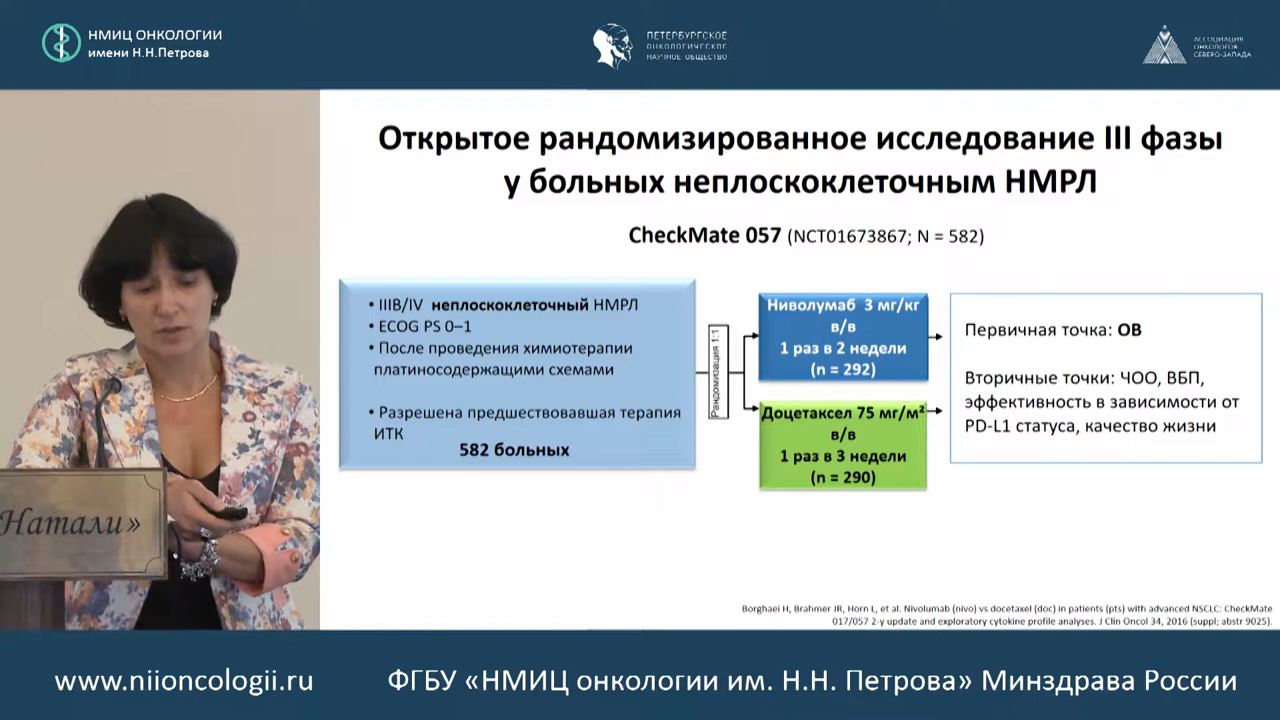 НМИЦ ОНКОЛОГИИ
имени Н.Н.Петрова
ПЕТЕРБУРГСКОЕ
ОНКОЛОГИЧЕСКОЕ
НАУЧНОЕ ОБЩЕСТВО
АССОЦИАЦИЯ
ОНКОЛОГОВ
СЕВЕРО-ЗАПАДА
Открытое рандомизированное исследование III фазы
у больных неплоскоклеточным НМРЛ
CheckMate 057 (NCT01673867; N = 582)
• IIIB/IV неплоскоклеточный НМРЛ
• ECOG PS 0–1
• После проведения химиотерапии
платиносодержащими схемами
• Разрешена предшествовавшая терапия
ИТК
582 больных
Рандомизация 1:1
Ниволумаб 3 мг/кг
в/в
1 раз в 2 недели
(n = 292)
Доцетаксел 75 мг/м²
в/в
1 раз в 3 недели
(n = 290)
Первичная точка: ОВ
Вторичные точки: ЧОО, ВБП,
эффективность в зависимости от
PD-L1 статуса, качество жизни
Натали»
Borghaei H, Brahmer JR, Horn L, et al. Nivolumab (nivo) vs docetaxel (doc) in patients (pts) with advanced NSCLC: CheckMate
017/057 2-y update and exploratory cytokine profile analyses. J Clin Oncol 34, 2016 (suppl; abstr 9025).
www.niioncologii.ru
ФГБУ «НМИЦ онкологии им. Н.Н. Петрова» Минздрава России